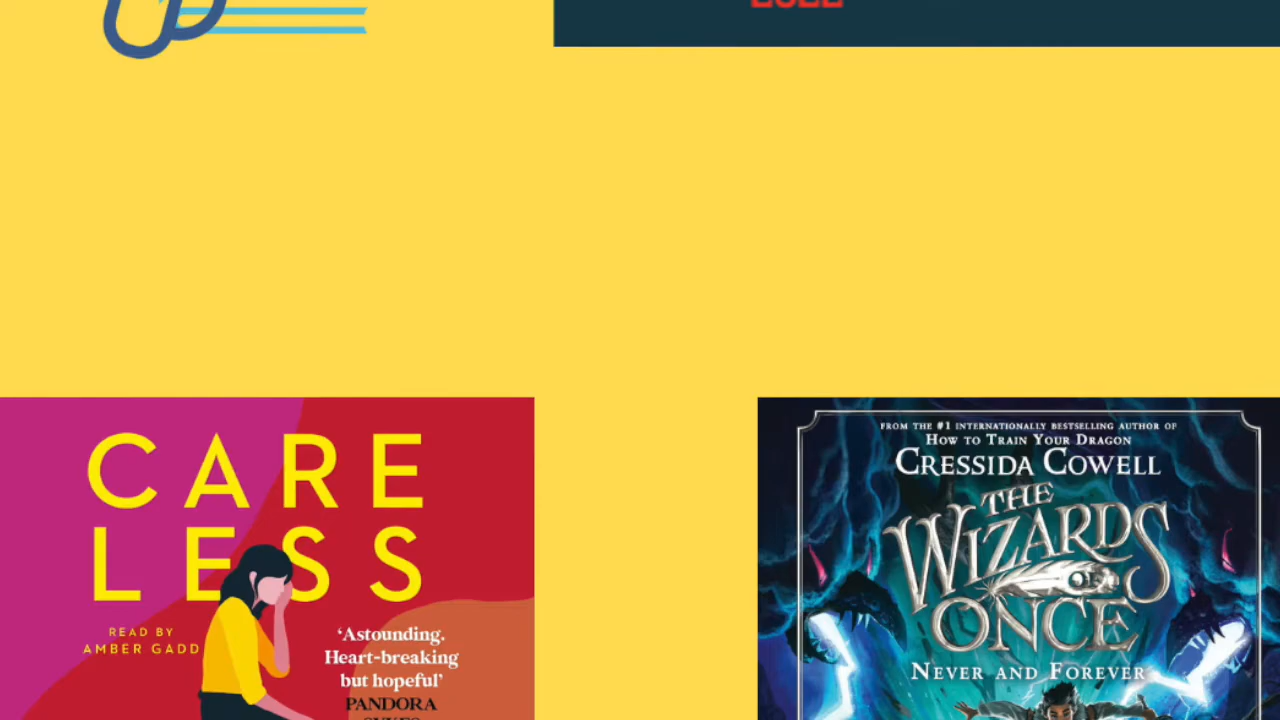 CARE
LESS
READ BY
AMBER GADD
'Astounding.
Heart-breaking
but hopeful'
PANDORA
FROM THE #1 INTERNATIONALLY BESTSELLING AUTHOR OF
HOW TO TRAIN YOUR DRAGON
CRESSIDA COWELL
THE
WIZARDS
OF
ONCE
NEVER AND FOREVER